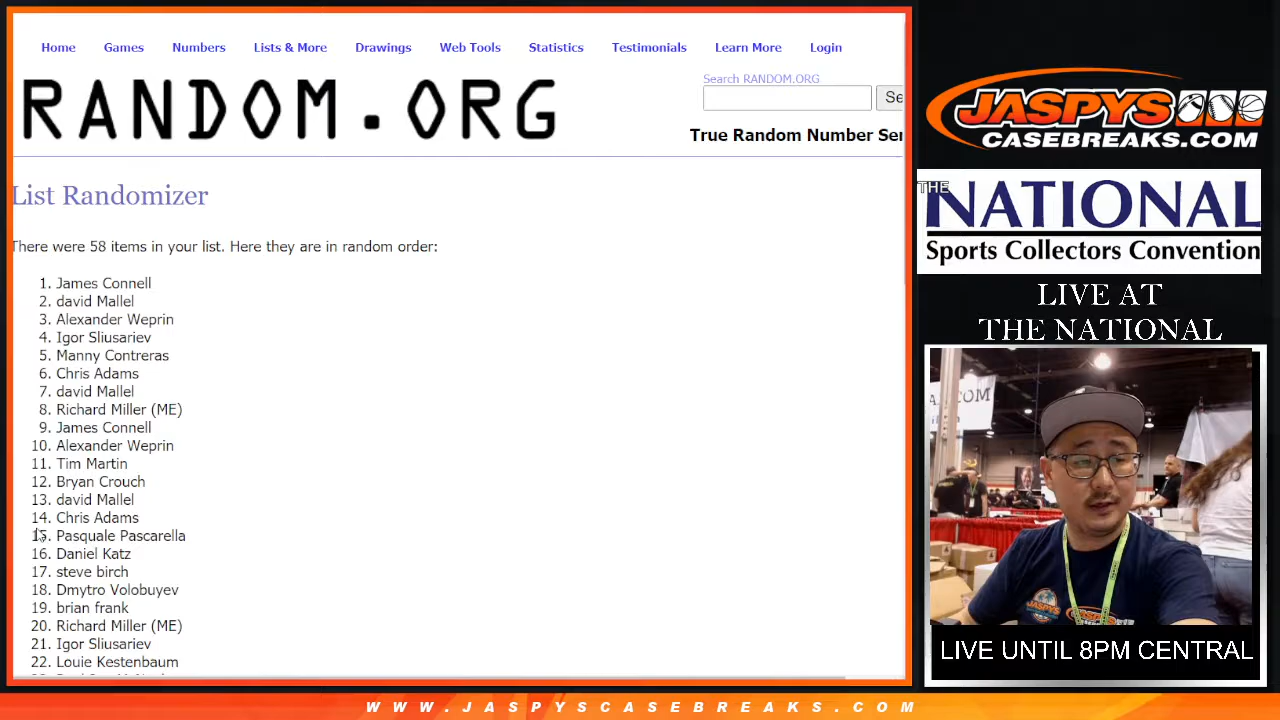 Home Games Numbers Lists & More Drawings Web Tools Statistics Testimonials Learn More Login
RANDOM.ORG
Search RANDOM.ORG
Se
True Random Number Ser
List Randomizer
There were 58 items in your list. Here they are in random order:
1. James Connell
2. david Mallel
3. Alexander Weprin
4. Igor Sliusariev
5. Manny Contreras
6. Chris Adams
7. david Mallel
8. Richard Miller (ME)
9. James Connell
10. Alexander Weprin
11. Tim Martin
12. Bryan Crouch
13. david Mallel
14. Chris Adams
15. Pasquale Pascarella
16. Daniel Katz
17. steve birch
18. Dmytro Volobuyev
19. brian frank
20. Richard Miller (ME)
21. Igor Sliusariev
22. Louie Kestenbaum
JASPYS
CASEBREAKS.COM
THE
NATIONAL
Sports Collectors Convention
LIVE AT
THE NATIONAL
LIVE UNTIL 8PM CENTRAL
WWW.JASPYSCASEBREAKS.COM